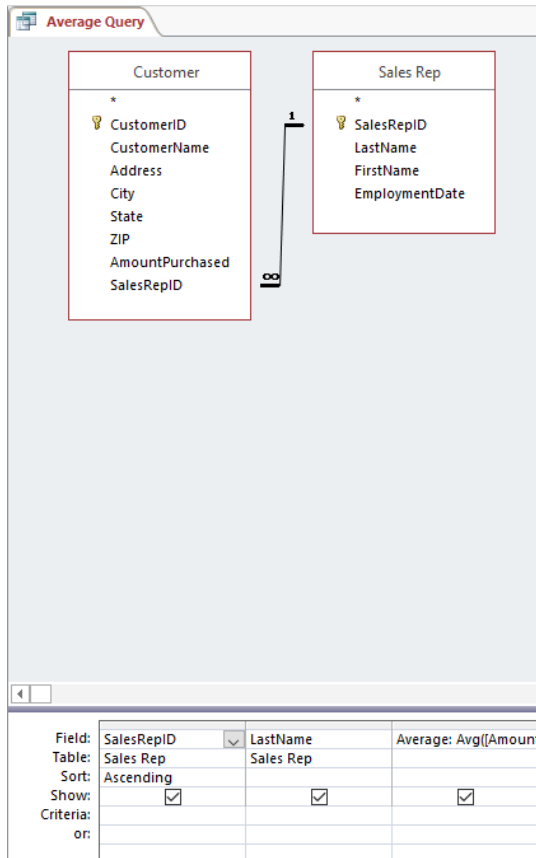 Average Query
Customer
*
CustomerID
CustomerName
Address
City
State
ZIP
AmountPurchased
SalesRepID
1
∞
Sales Rep
*
SalesRepID
LastName
FirstName
EmploymentDate
Field: SalesRepID LastName Average: Avg([Amount
Table: Sales Rep Sales Rep
Sort: Ascending
Show:
Criteria:
or: